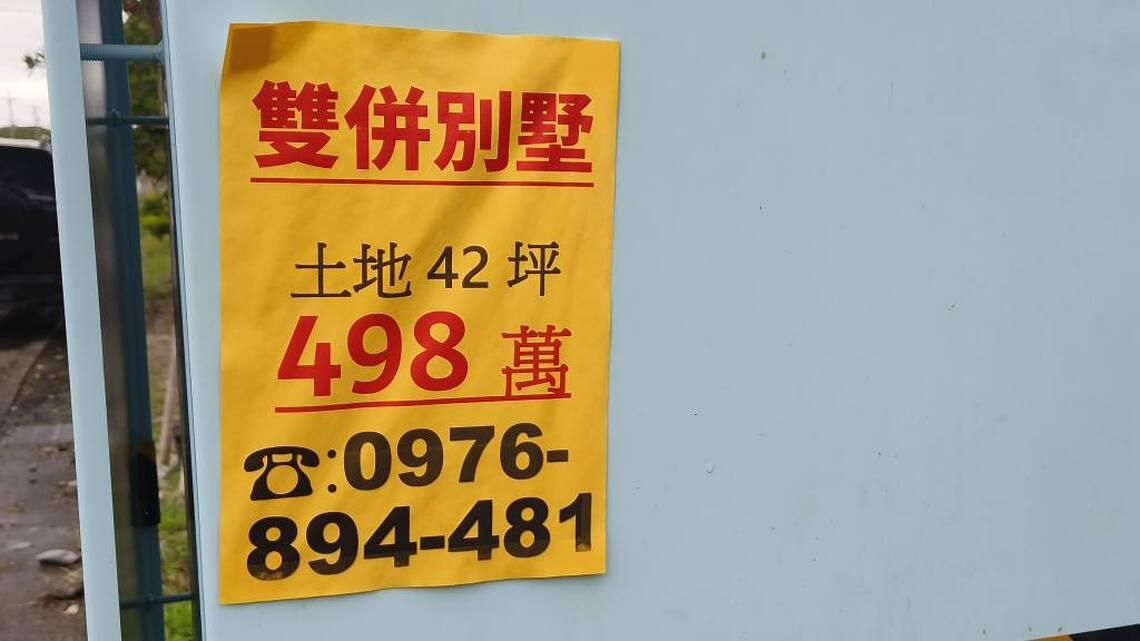 雙併別墅
土地 42 坪
498 萬
☎:0976-
894-481